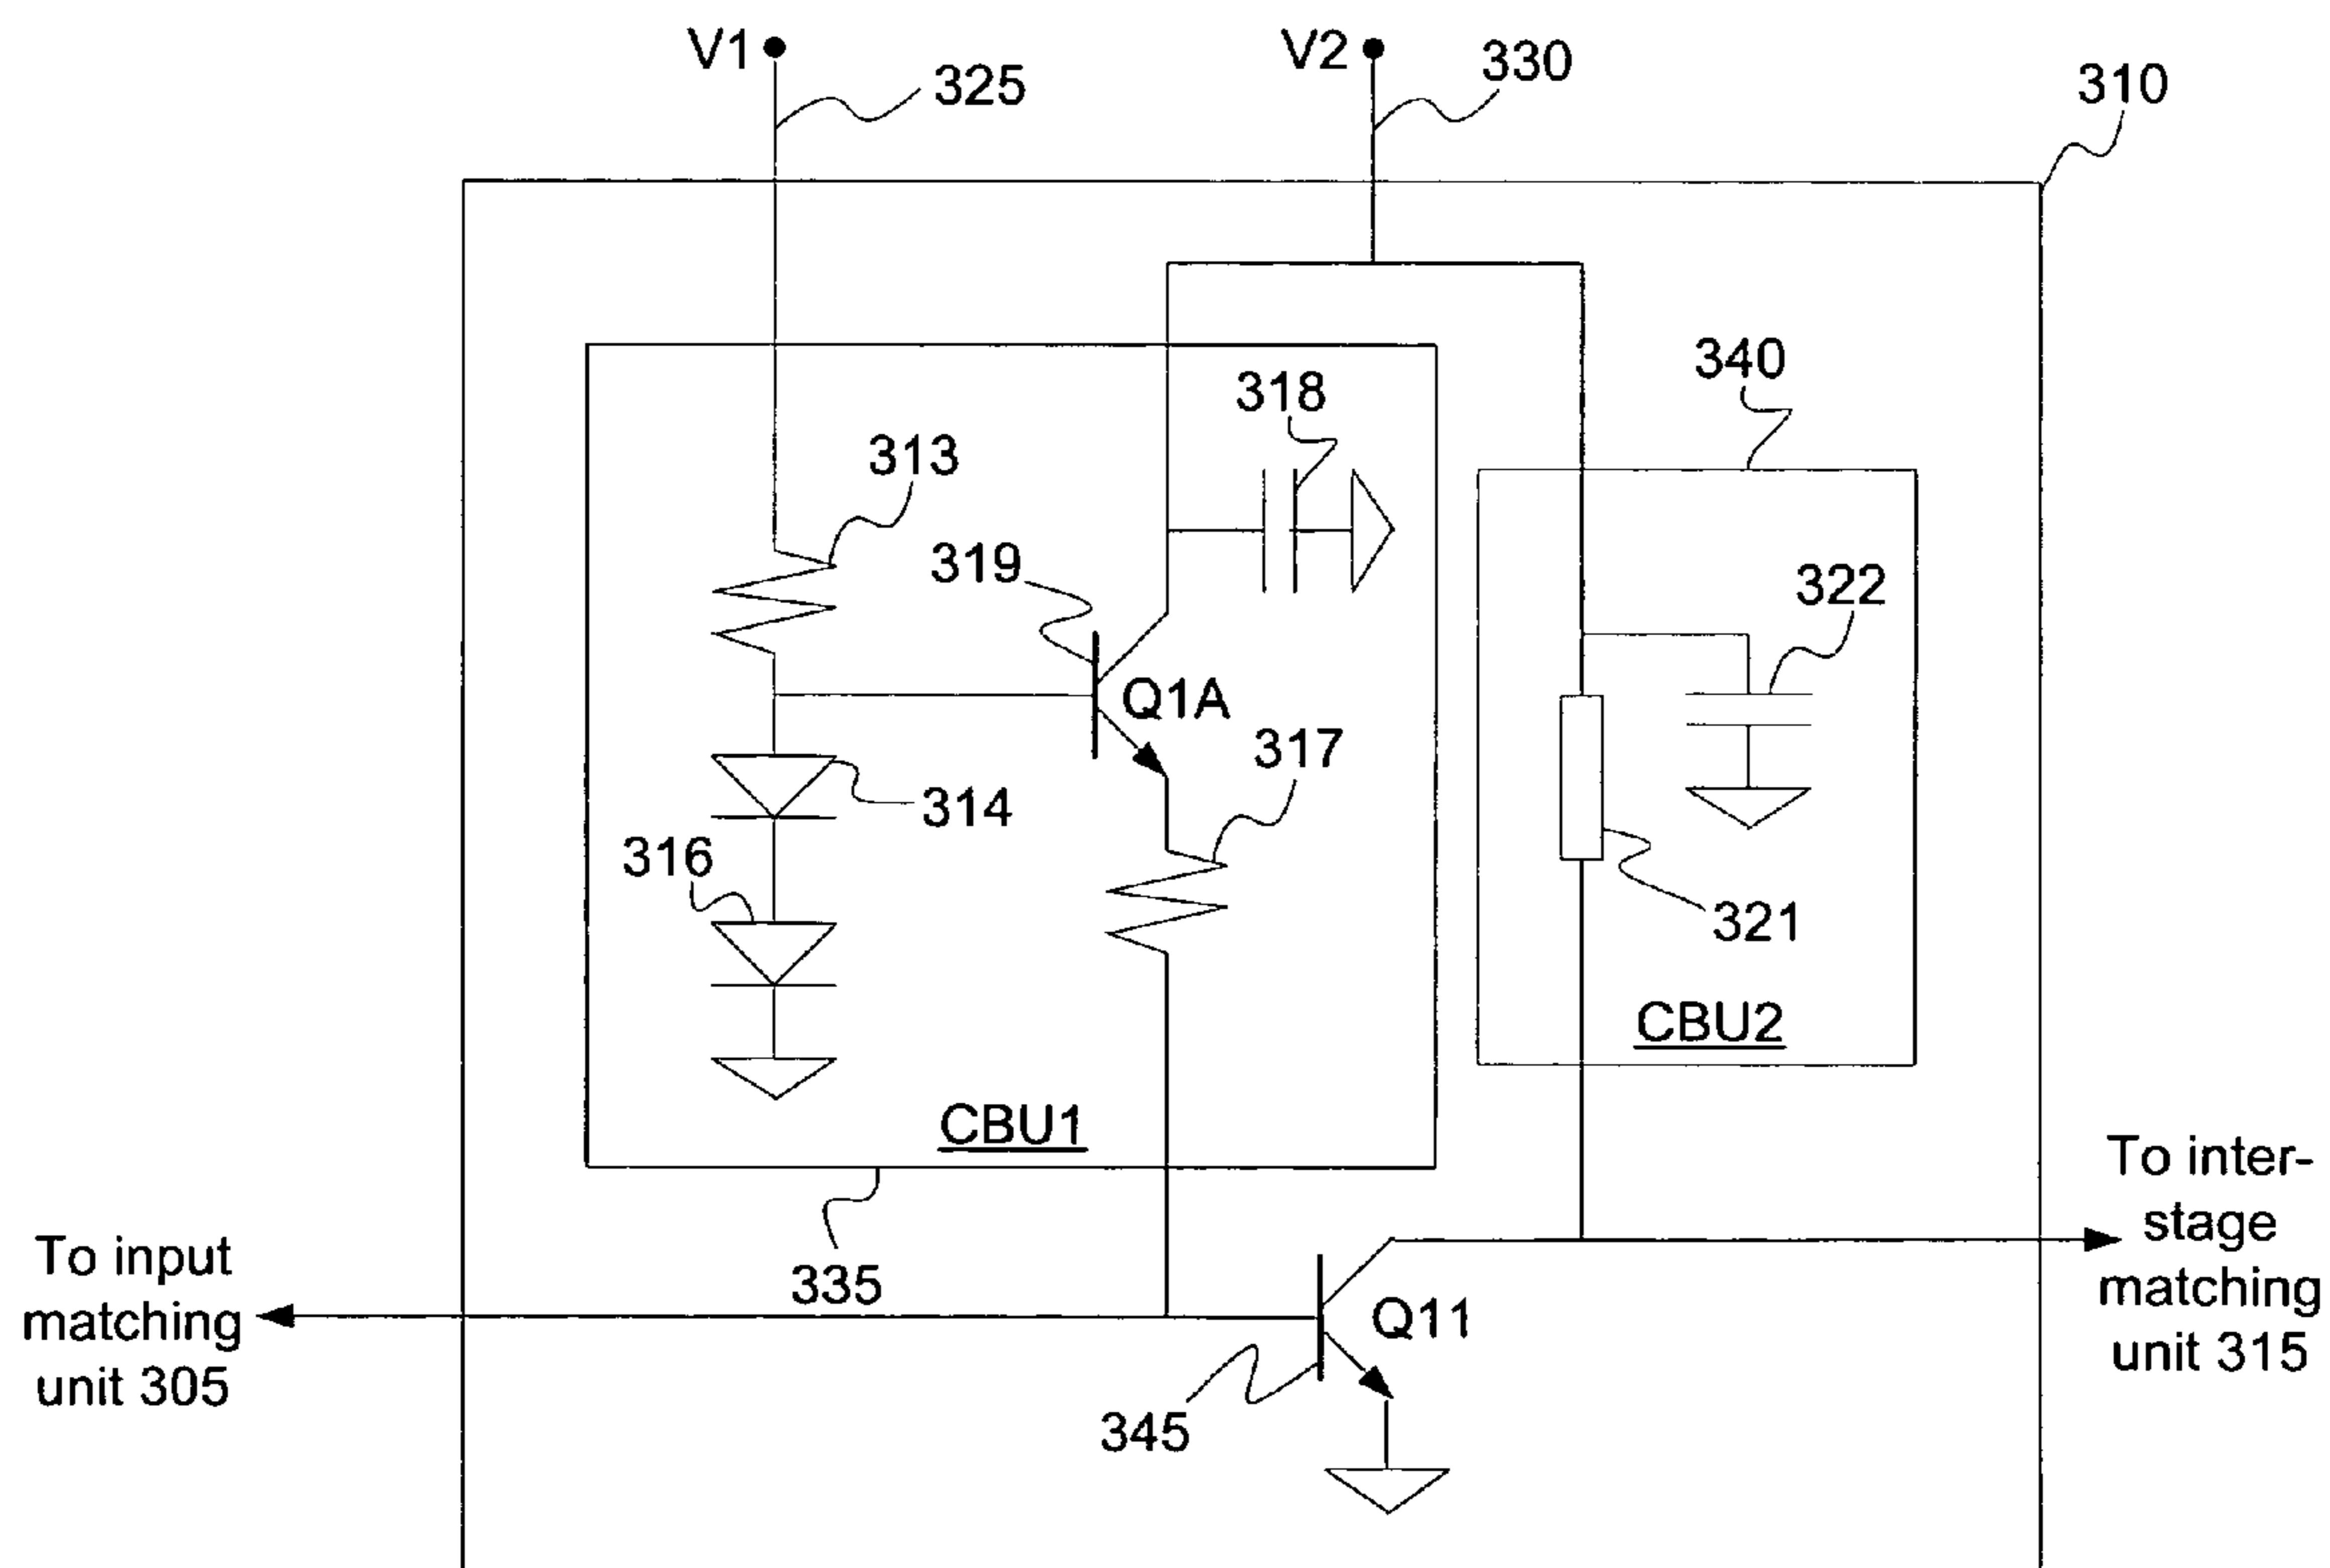 V1
325
V2
330
310
340
318
313
319
322
Q1A
317
314
316
321
CBU2
CBU1
335
To input
matching
unit 305
To inter-
stage
matching
unit 315
Q11
345